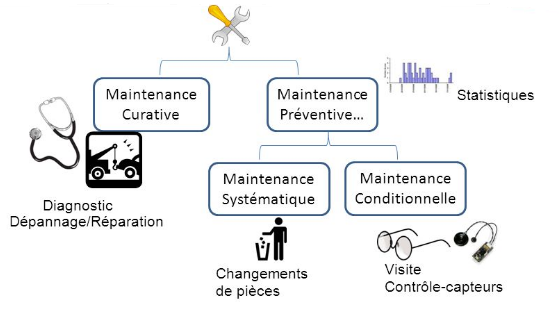 Maintenance
Curative
Maintenance
Préventive...
Statistiques
Diagnostic
Dépannage/Réparation
Maintenance
Systématique
Maintenance
Conditionnelle
Changements
de pièces
Visite
Contrôle-capteurs